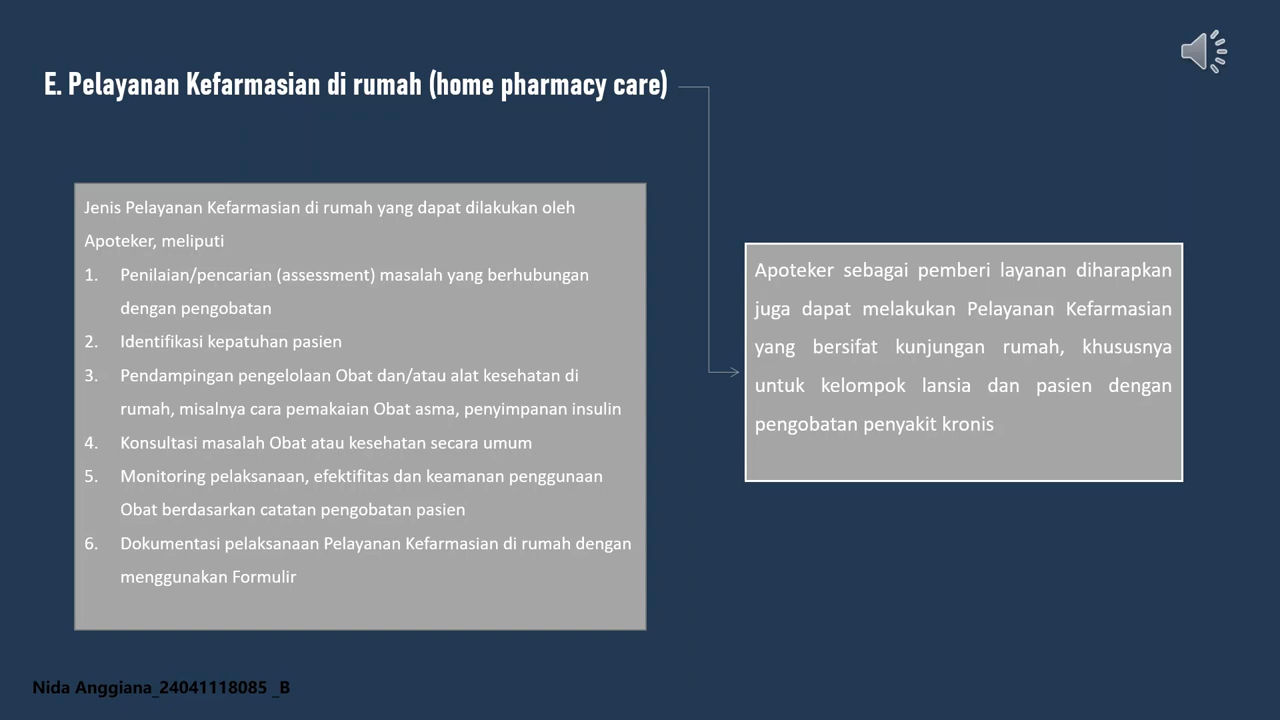 E. Pelayanan Kefarmasian di rumah (home pharmacy care)
Jenis Pelayanan Kefarmasian di rumah yang dapat dilakukan oleh
Apoteker, meliputi
1. Penilaian/pencarian (assessment) masalah yang berhubungan
dengan pengobatan
2. Identifikasi kepatuhan pasien
3. Pendampingan pengelolaan Obat dan/atau alat kesehatan di
rumah, misalnya cara pemakaian Obat asma, penyimpanan insulin
4. Konsultasi masalah Obat atau kesehatan secara umum
5. Monitoring pelaksanaan, efektifitas dan keamanan penggunaan
Obat berdasarkan catatan pengobatan pasien
6. Dokumentasi pelaksanaan Pelayanan Kefarmasian di rumah dengan
menggunakan Formulir
Apoteker sebagai pemberi layanan diharapkan
juga dapat melakukan Pelayanan Kefarmasian
yang bersifat kunjungan rumah, khususnya
untuk kelompok lansia dan pasien dengan
pengobatan penyakit kronis
Nida Anggiana_24041118085 _B